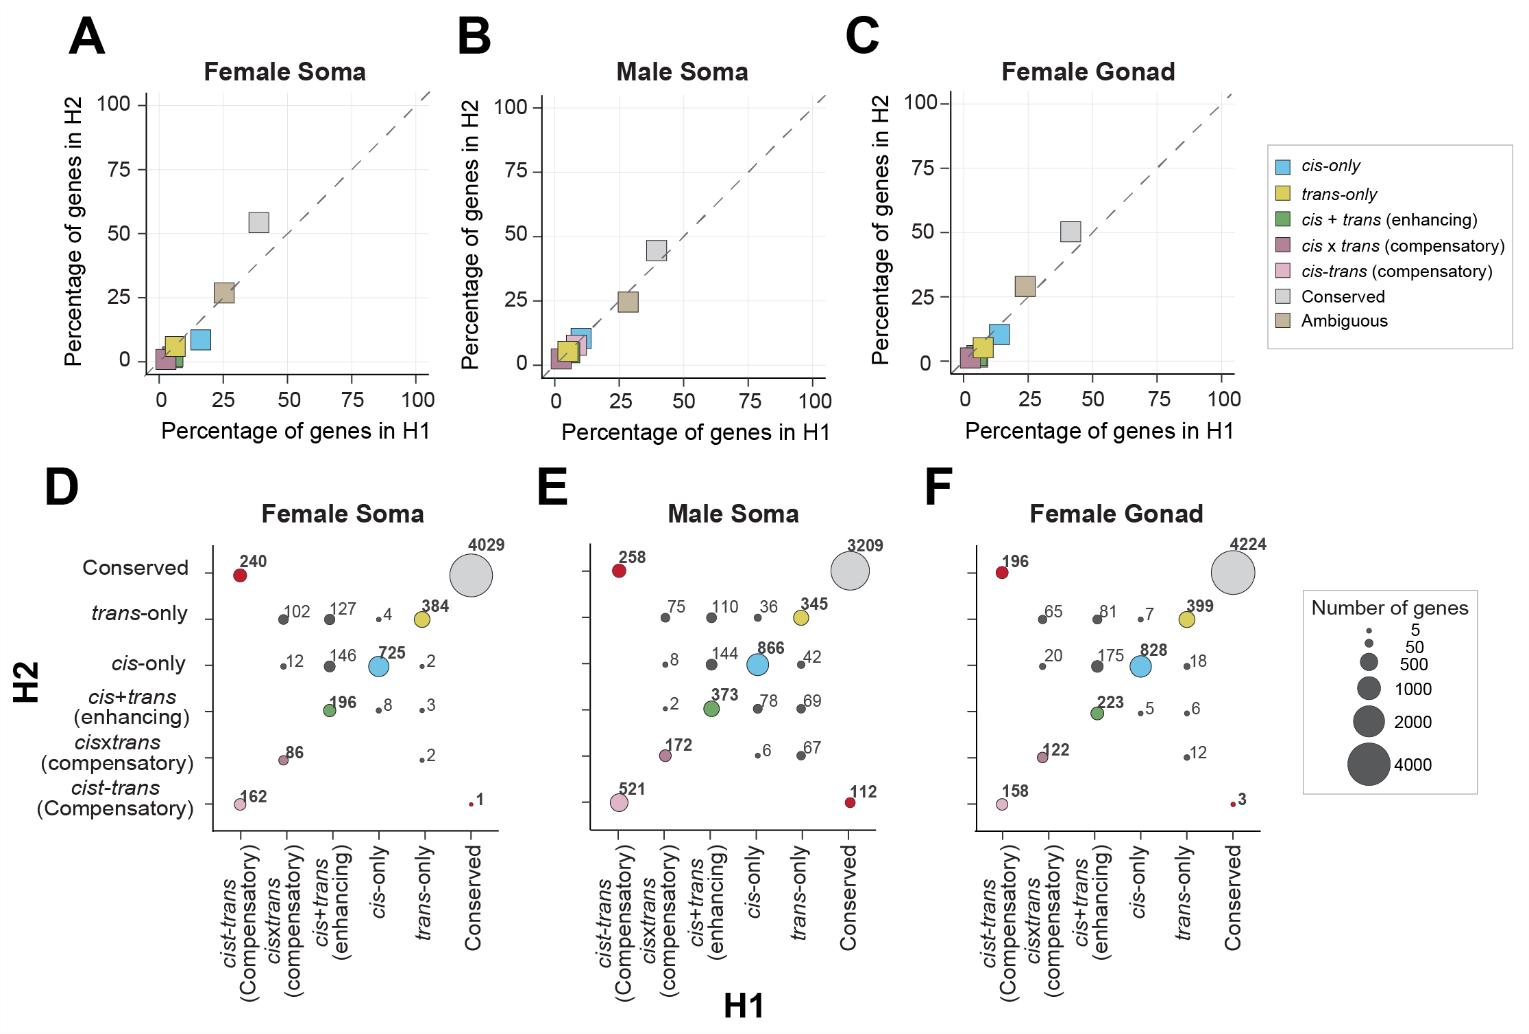 A
B
C
Female Soma
Male Soma
Female Gonad
Percentage of genes in H2
100
75
50
25
0
0
25
50
75
100
Percentage of genes in H1
Percentage of genes in H2
100
75
50
25
0
0
25
50
75
100
Percentage of genes in H1
Percentage of genes in H2
100
75
50
25
0
0
25
50
75
100
Percentage of genes in H1
cis-only
trans-only
cis + trans (enhancing)
cis x trans (compensatory)
cis-trans (compensatory)
Conserved
Ambiguous
D
E
F
Female Soma
Male Soma
Female Gonad
H2
Conserved
trans-only
cis-only
cis+trans
(enhancing)
cisxtrans
(compensatory)
cist-trans
(Compensatory)
240
4029
102
127
4
384
12
146
725
2
196
8
3
86
2
162
1
cist-trans
(Compensatory)
cisxtrans
(compensatory)
cis+trans
(enhancing)
cis-only
trans-only
Conserved
258
3209
75
110
36
345
8
144
866
42
2
373
78
69
172
6
67
521
112
cist-trans
(Compensatory)
cisxtrans
(compensatory)
cis+trans
(enhancing)
cis-only
trans-only
Conserved
196
4224
65
81
7
399
20
175
828
18
223
5
6
122
12
158
3
cist-trans
(Compensatory)
cisxtrans
(compensatory)
cis+trans
(enhancing)
cis-only
trans-only
Conserved
H1
Number of genes
5
50
500
1000
2000
4000